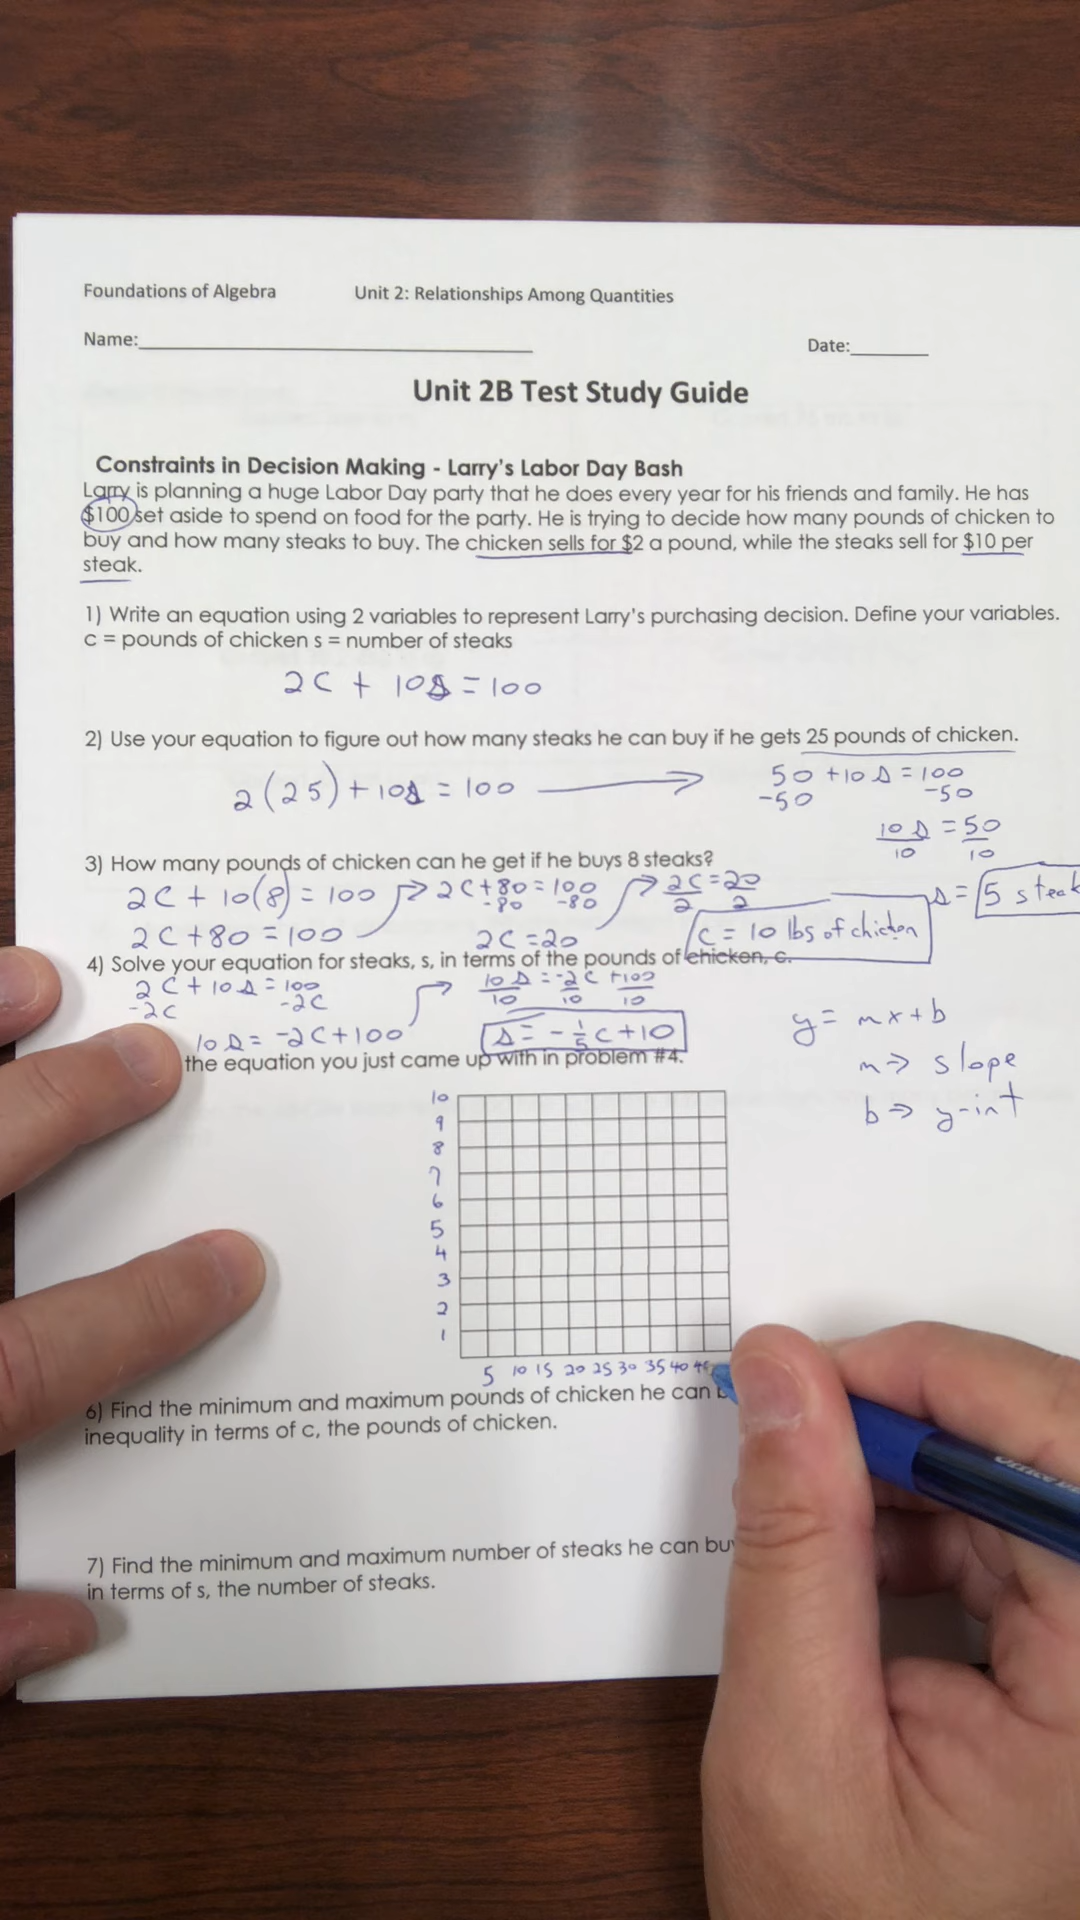 Foundations of Algebra Unit 2: Relationships Among Quantities
Name: Date:
Unit 2B Test Study Guide
Constraints in Decision Making - Larry's Labor Day Bash
Larry is planning a huge Labor Day party that he does every year for his friends and family. He has
$100 set aside to spend on food for the party. He is trying to decide how many pounds of chicken to
buy and how many steaks to buy. The chicken sells for $2 a pound, while the steaks sell for $10 per
steak.
1) Write an equation using 2 variables to represent Larry's purchasing decision. Define your variables.
c = pounds of chicken s = number of steaks
2c + 10s = 100
2) Use your equation to figure out how many steaks he can buy if he gets 25 pounds of chicken.
2(25) + 10s = 100 → 50 + 10s = 100
-50 -50
10s = 50
10 10
s = 5
3) How many pounds of chicken can he get if he buys 8 steaks?
2c + 10(8) = 100 → 2c + 80 = 100 → 2c = 20
-80 -80 2 2
2c + 80 = 100 2c = 20 c = 10 lbs of chicken
4) Solve your equation for steaks, s, in terms of the pounds of chicken, c.
2c + 10s = 100 → 10s = -2c + 100
-2c -2c 10 10 10
10s = -2c + 100 s = -1/5c + 10
y = mx + b
m => slope
b => y-int
the equation you just came up with in problem #4.
10
9
8
7
6
5
4
3
2
1
5 10 15 20 25 30 35 40
6) Find the minimum and maximum pounds of chicken he can
inequality in terms of c, the pounds of chicken.
7) Find the minimum and maximum number of steaks he can
in terms of s, the number of steaks.